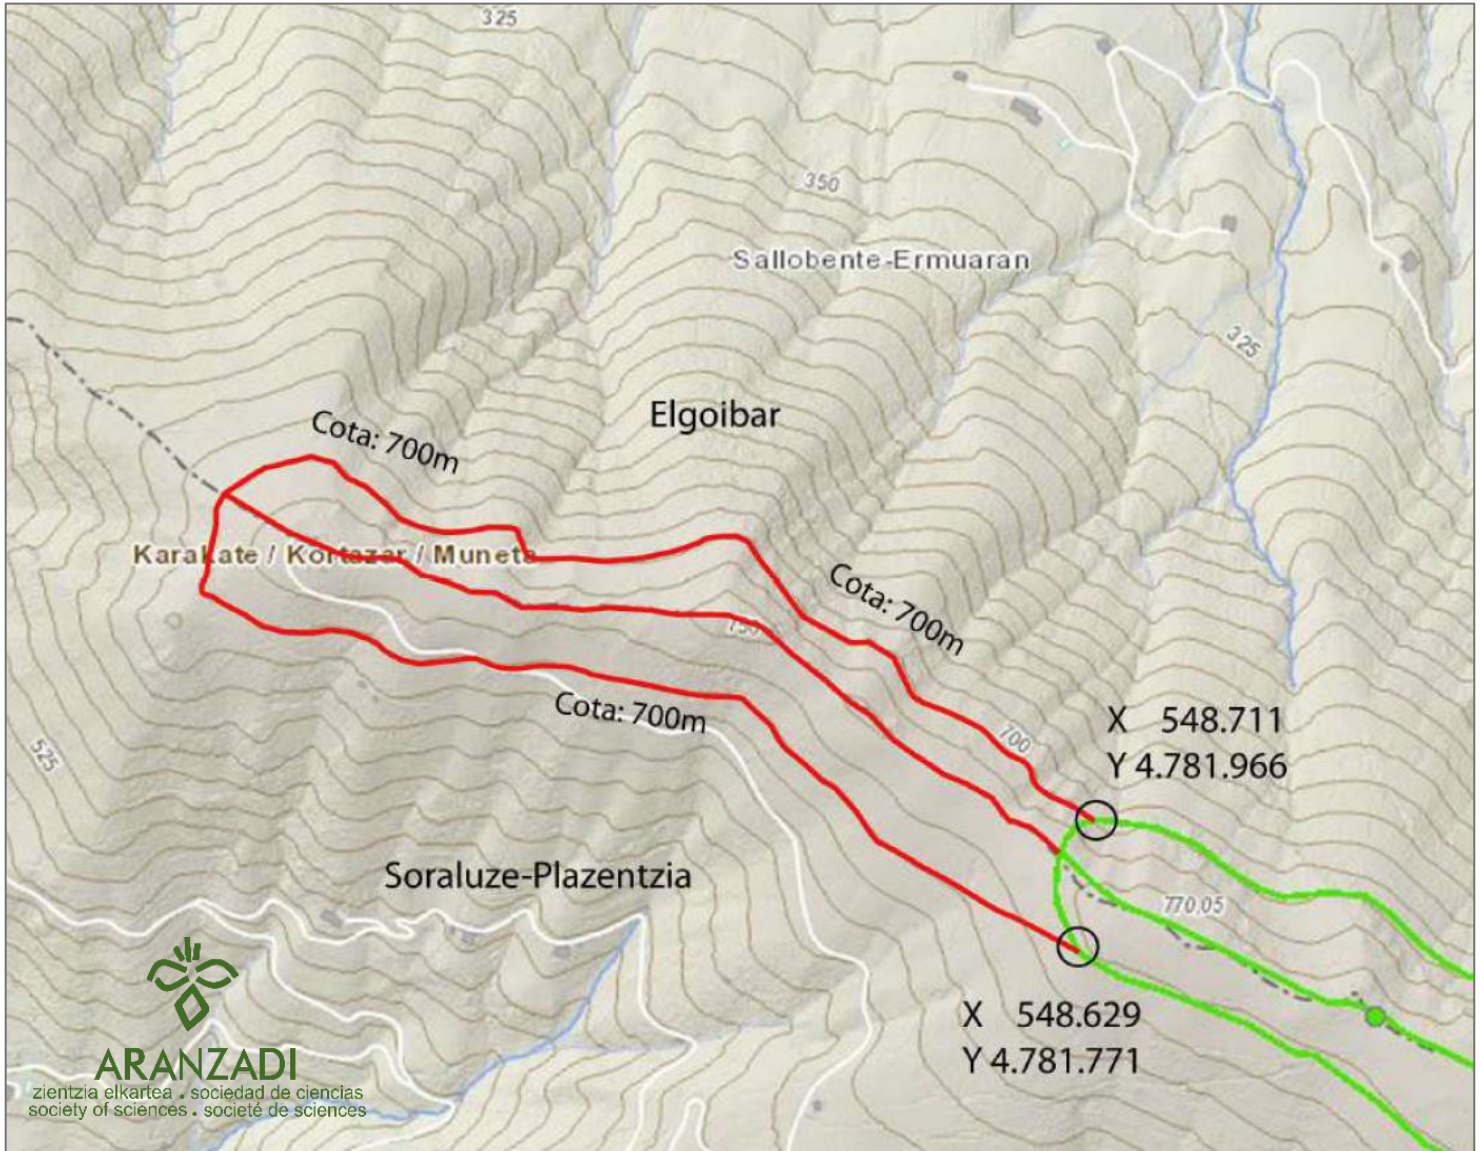 325
350
Sallobente-Ermuaran
325
Elgoibar
Cota: 700m
Karakate / Kortazar / Muneta
Cota: 700m
750
Cota: 700m
700
X 548.711
Y 4.781.966
525
Soraluze-Plazentzia
770.05
X 548.629
Y 4.781.771
ARANZADI
zientzia elkartea . sociedad de ciencias
society of sciences . societé de sciences